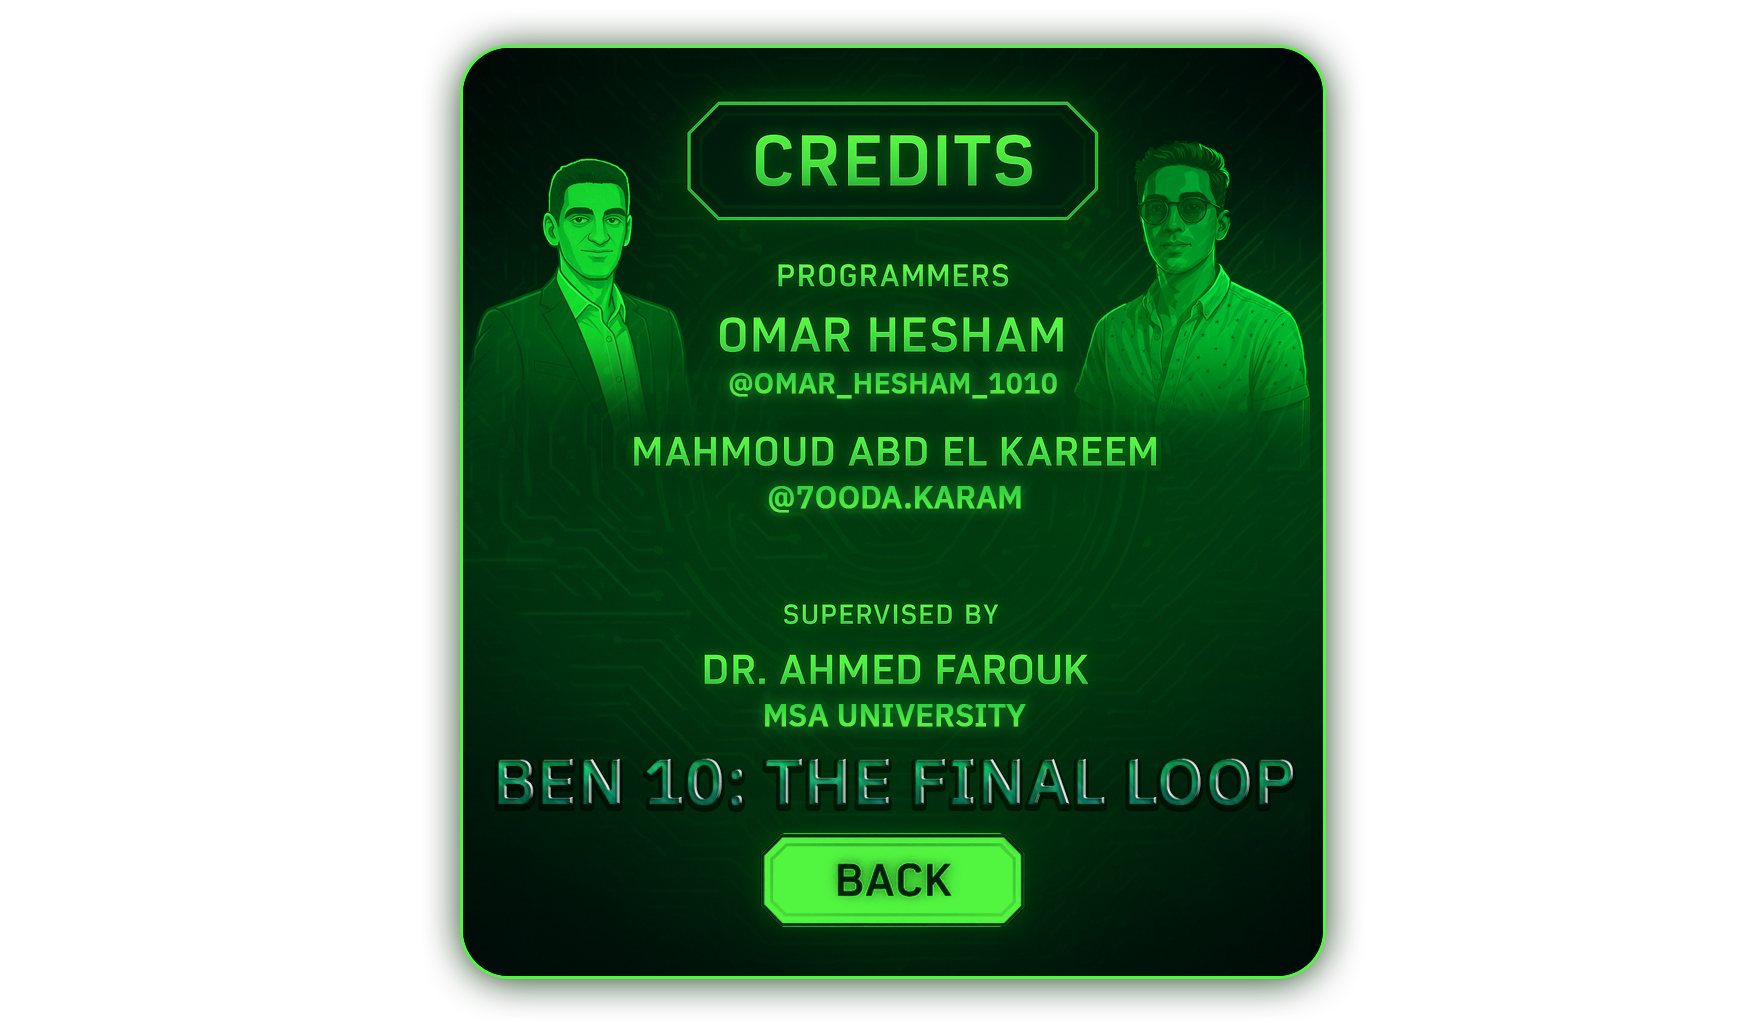 CREDITS
PROGRAMMERS
OMAR HESHAM
@OMAR_HESHAM_1010
MAHMOUD ABD EL KAREEM
@7OODA.KARAM
SUPERVISED BY
DR. AHMED FAROUK
MSA UNIVERSITY
BEN 10: THE FINAL LOOP
BACK